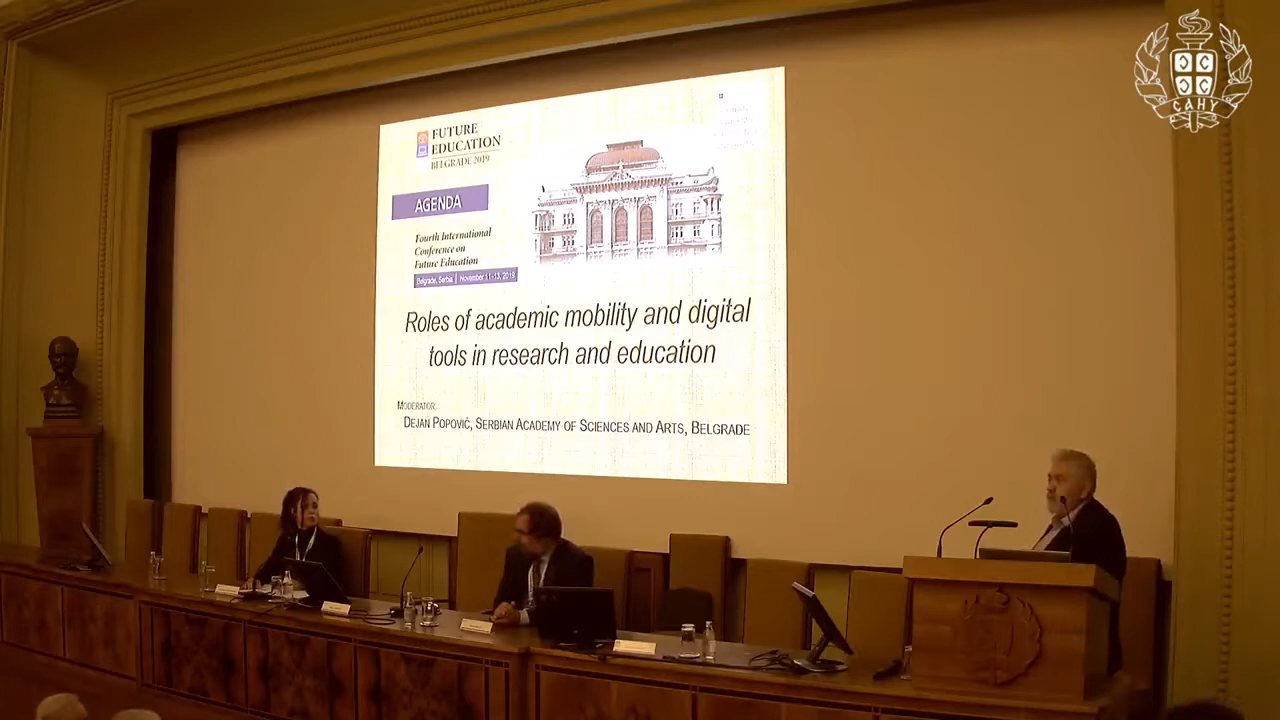 FUTURE
EDUCATION
BELGRADE 2019
AGENDA
Fourth International
Conference on
Future Education
Belgrade, Serbia | November 11-13, 2019
Roles of academic mobility and digital
tools in research and education
MODERATOR:
DEJAN POPOVIĆ, SERBIAN ACADEMY OF SCIENCES AND ARTS, BELGRADE
САНУ